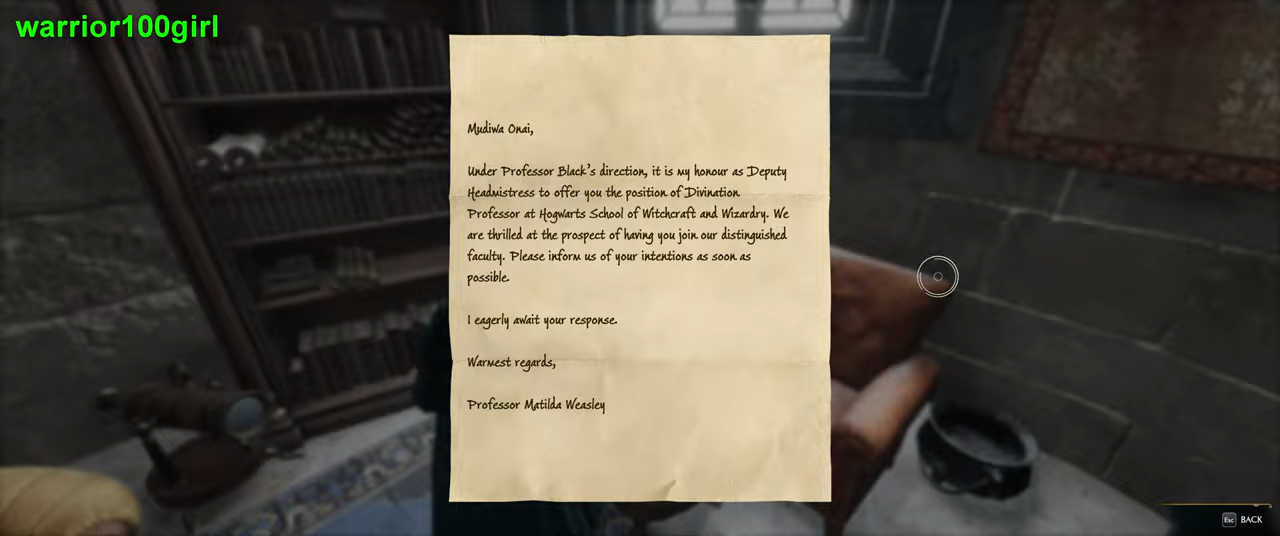 warrior100girl
Mudiwa Onai,
Under Professor Black's direction, it is my honour as Deputy
Headmistress to offer you the position of Divination
Professor at Hogwarts School of Witchcraft and Wizardry. We
are thrilled at the prospect of having you join our distinguished
faculty. Please inform us of your intentions as soon as
possible.
I eagerly await your response.
Warmest regards,
Professor Matilda Weasley
Esc BACK